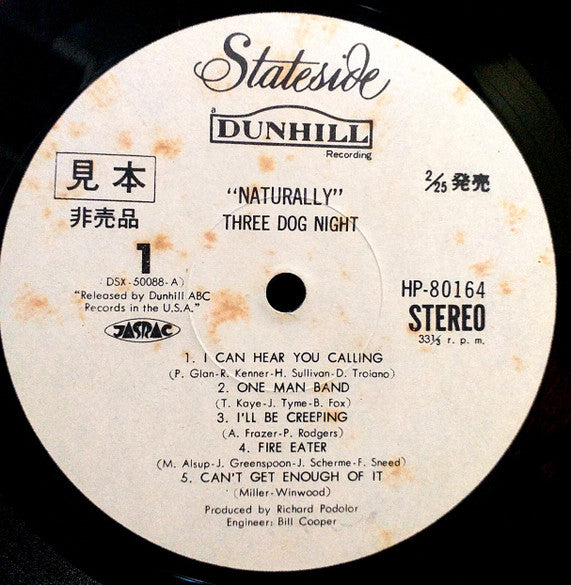 Stateside
a
DUNHILL
Recording
見本
非売品
2/25 発売
"NATURALLY"
THREE DOG NIGHT
1
(DSX-50088-A)
"Released by Dunhill ABC
Records in the U.S.A."
JASRAC
HP-80164
STEREO
33⅓ r. p. m.
1. I CAN HEAR YOU CALLING
(P. Glan-R. Kenner-H. Sullivan-D. Troiano)
2. ONE MAN BAND
(T. Kaye-J. Tyme-B. Fox)
3. I'LL BE CREEPING
(A. Frazer-P. Rodgers)
4. FIRE EATER
(M. Alsup-J. Greenspoon-J. Scherme-F. Sneed)
5. CAN'T GET ENOUGH OF IT
(Miller-Winwood)
Produced by Richard Podolor
Engineer: Bill Cooper